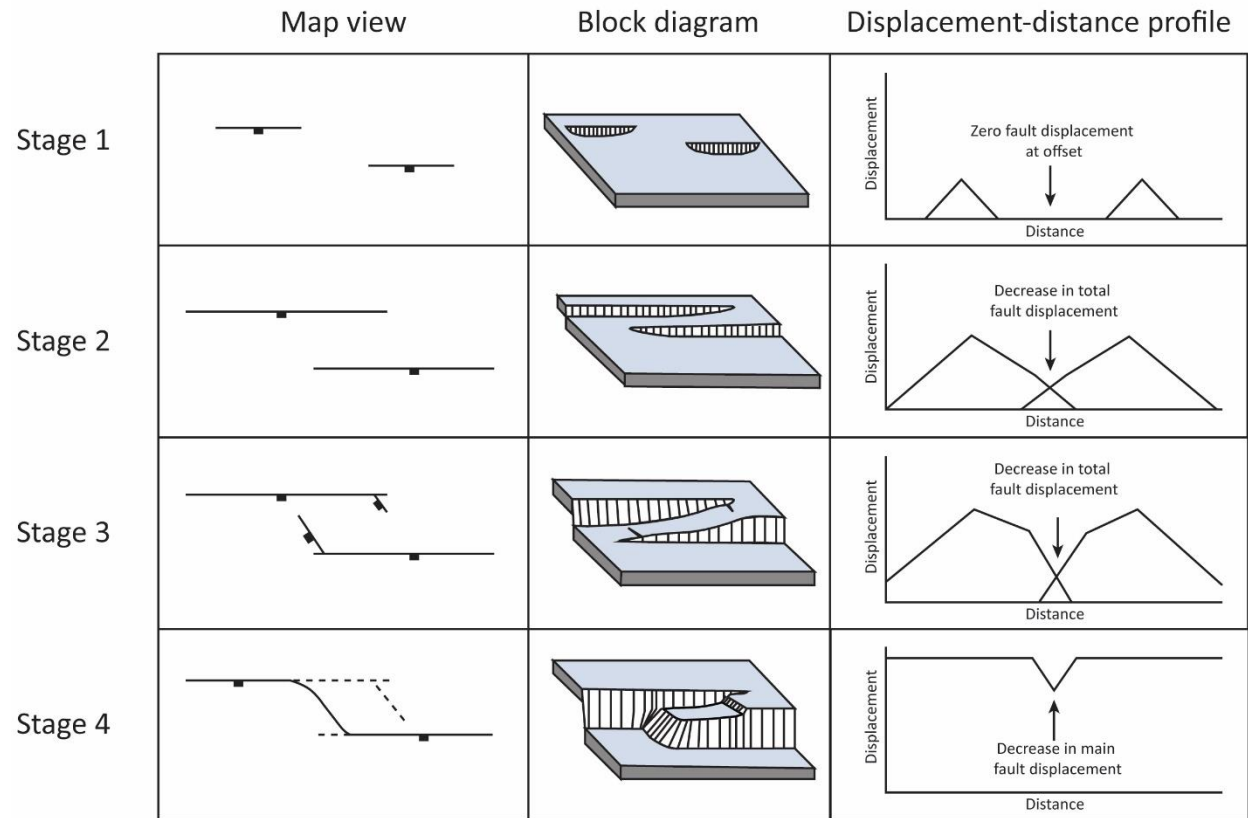 Map view
Block diagram
Displacement-distance profile
Stage 1
Displacement
Zero fault displacement
at offset
Distance
Stage 2
Displacement
Decrease in total
fault displacement
Distance
Stage 3
Displacement
Decrease in total
fault displacement
Distance
Stage 4
Displacement
Decrease in main
fault displacement
Distance